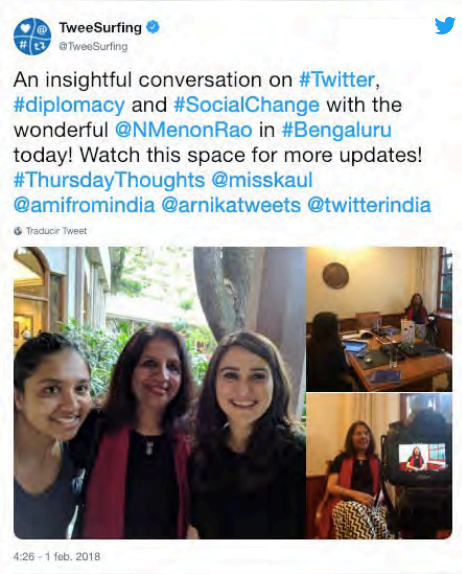 TweeSurfing
@TweeSurfing
An insightful conversation on #Twitter,
#diplomacy and #SocialChange with the
wonderful @NMenonRao in #Bengaluru
today! Watch this space for more updates!
#ThursdayThoughts @misskaul
@amifromindia @arnikatweets @twitterindia
Traducir Tweet
4:26 - 1 feb. 2018